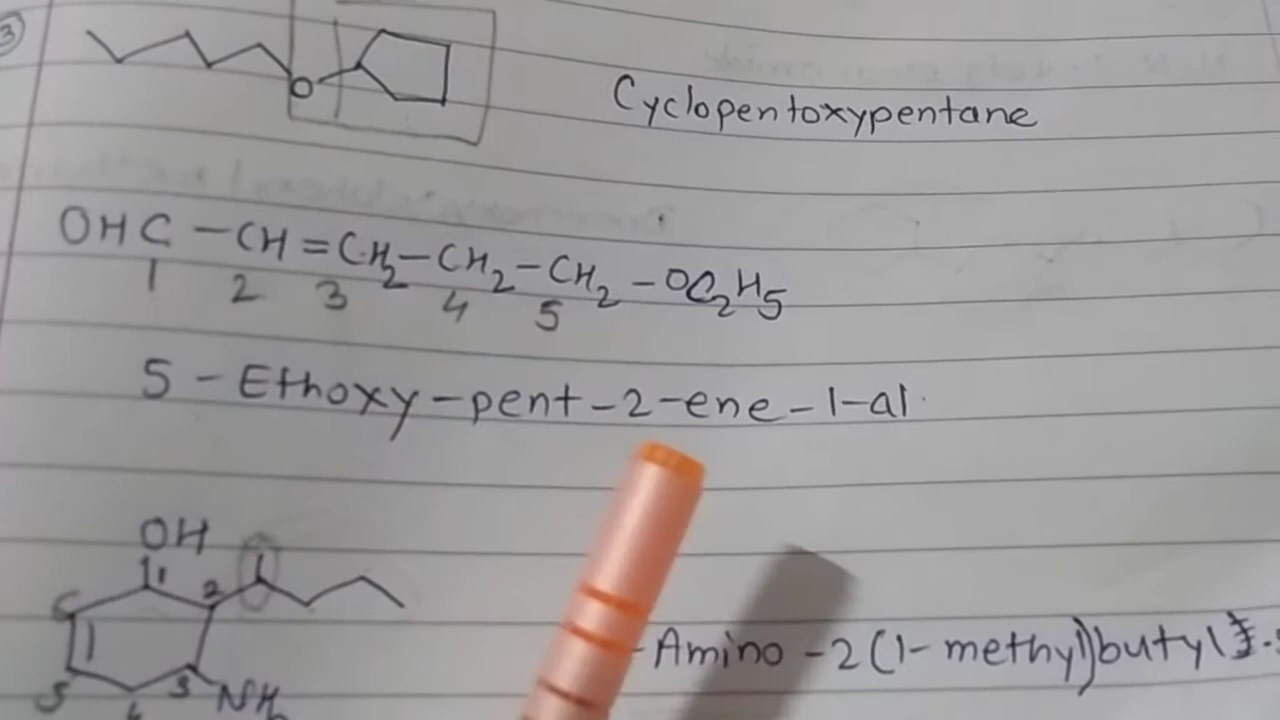 3
O
Cyclopentoxypentane
OHC - CH = CH2 - CH2 - CH2 - OC2H5
1 2 3 4 5
5 - Ethoxy - pent - 2 - ene - 1 - al
OH
1
2
6
5 4 3 NH2
- Amino - 2 (1 - methyl) butyl